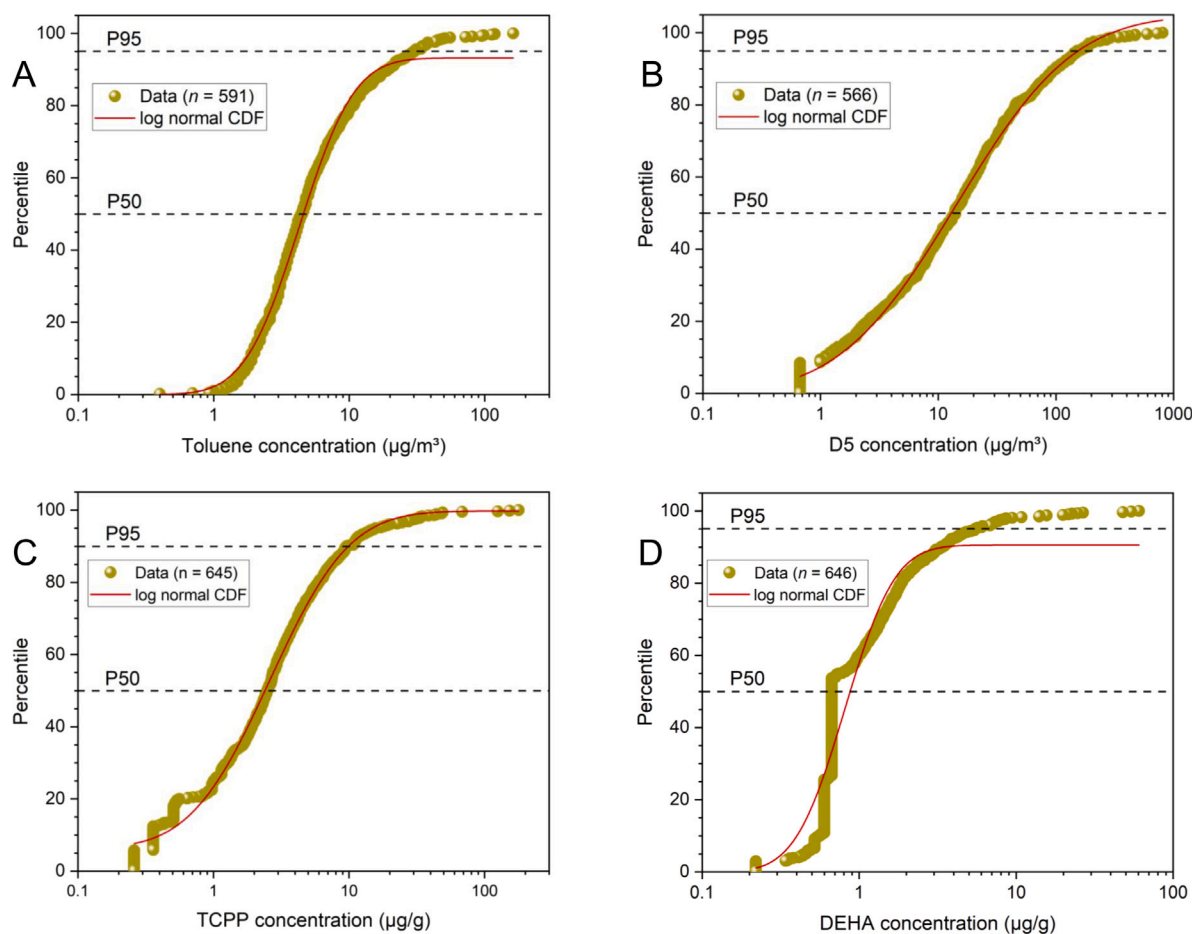 A
P95
Data (n = 591)
log normal CDF
P50
Percentile
100
80
60
40
20
0
0.1
1
10
100
Toluene concentration (µg/m³)
B
P95
Data (n = 566)
log normal CDF
P50
Percentile
100
80
60
40
20
0
0.1
1
10
100
1000
D5 concentration (µg/m³)
C
P95
Data (n = 645)
log normal CDF
P50
Percentile
100
80
60
40
20
0
0.1
1
10
100
TCPP concentration (µg/g)
D
P95
Data (n = 646)
log normal CDF
P50
Percentile
100
80
60
40
20
0
0.1
1
10
100
DEHA concentration (µg/g)